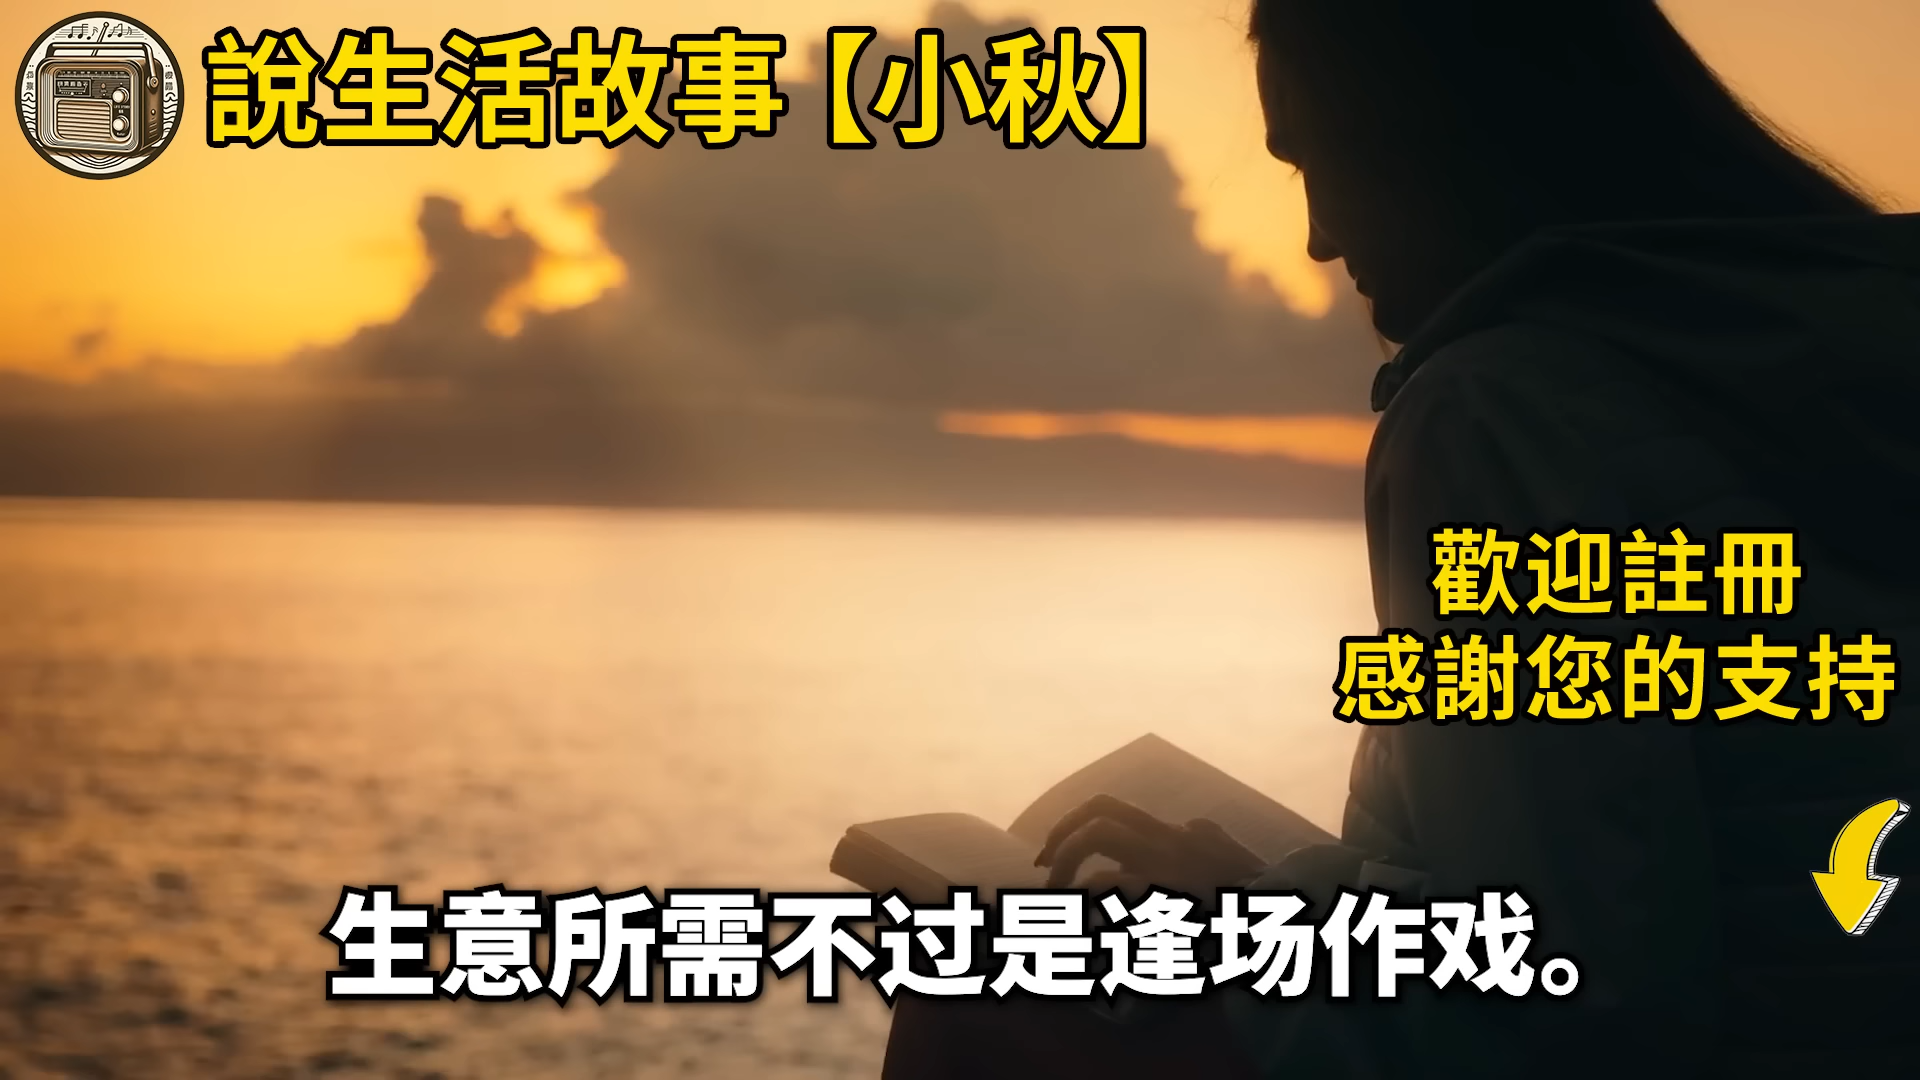 說生活故事【小秋】
歡迎註冊
感謝您的支持
生意所需不过是逢场作戏。